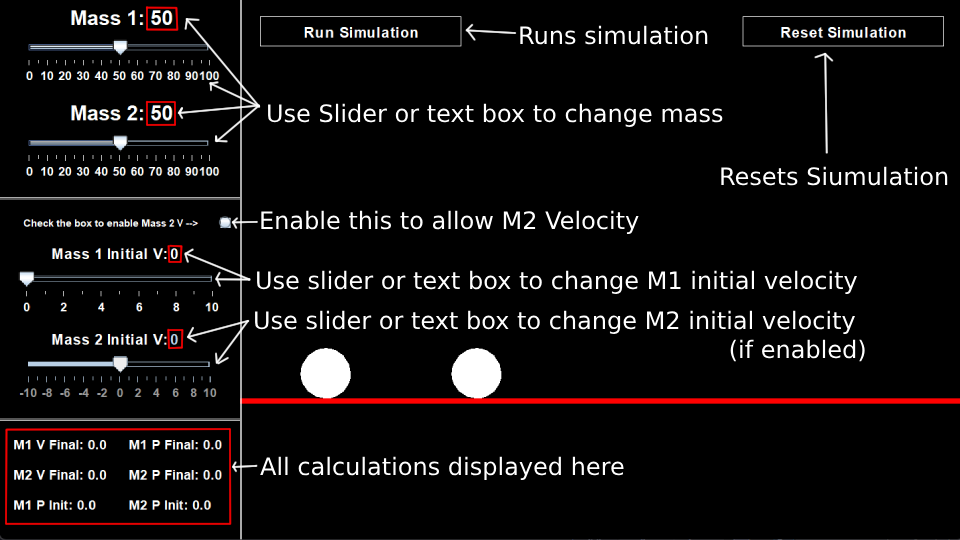 Mass 1: 50
0 10 20 30 40 50 60 70 80 90 100
Mass 2: 50
0 10 20 30 40 50 60 70 80 90 100
Run Simulation
Runs simulation
Reset Simulation
Use Slider or text box to change mass
Resets Siumulation
Check the box to enable Mass 2 V -->
Enable this to allow M2 Velocity
Mass 1 Initial V: 0
0 2 4 6 8 10
Use slider or text box to change M1 initial velocity
Mass 2 Initial V: 0
-10 -8 -6 -4 -2 0 2 4 6 8 10
Use slider or text box to change M2 initial velocity
(if enabled)
M1 V Final: 0.0 M1 P Final: 0.0
M2 V Final: 0.0 M2 P Final: 0.0
M1 P Init: 0.0 M2 P Init: 0.0
All calculations displayed here